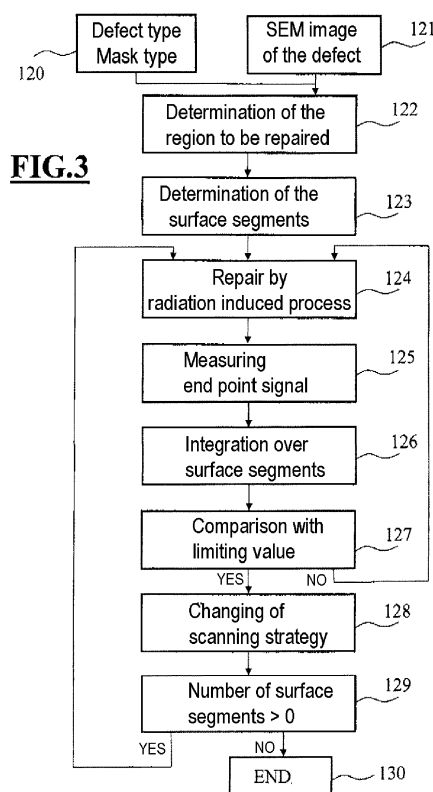 Defect type
Mask type
120
SEM image
of the defect
121
Determination of the
region to be repaired
122
FIG.3
Determination of the
surface segments
123
Repair by
radiation induced process
124
Measuring
end point signal
125
Integration over
surface segments
126
Comparison with
limiting value
127
YES
NO
Changing of
scanning strategy
128
Number of surface
segments > 0
129
YES
NO
END.
130